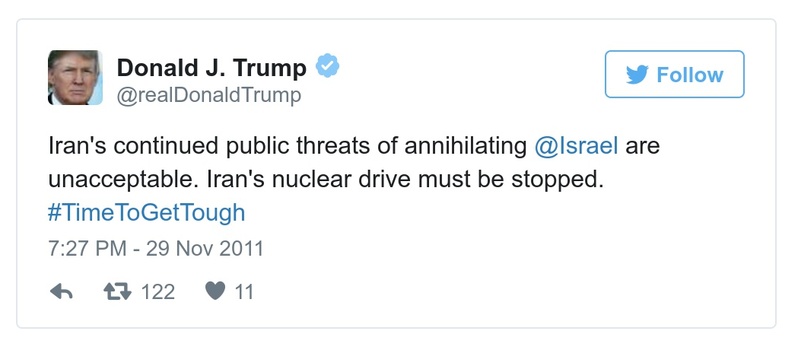 Donald J. Trump
@realDonaldTrump
Follow
Iran's continued public threats of annihilating @Israel are
unacceptable. Iran's nuclear drive must be stopped.
#TimeToGetTough
7:27 PM - 29 Nov 2011
122 11